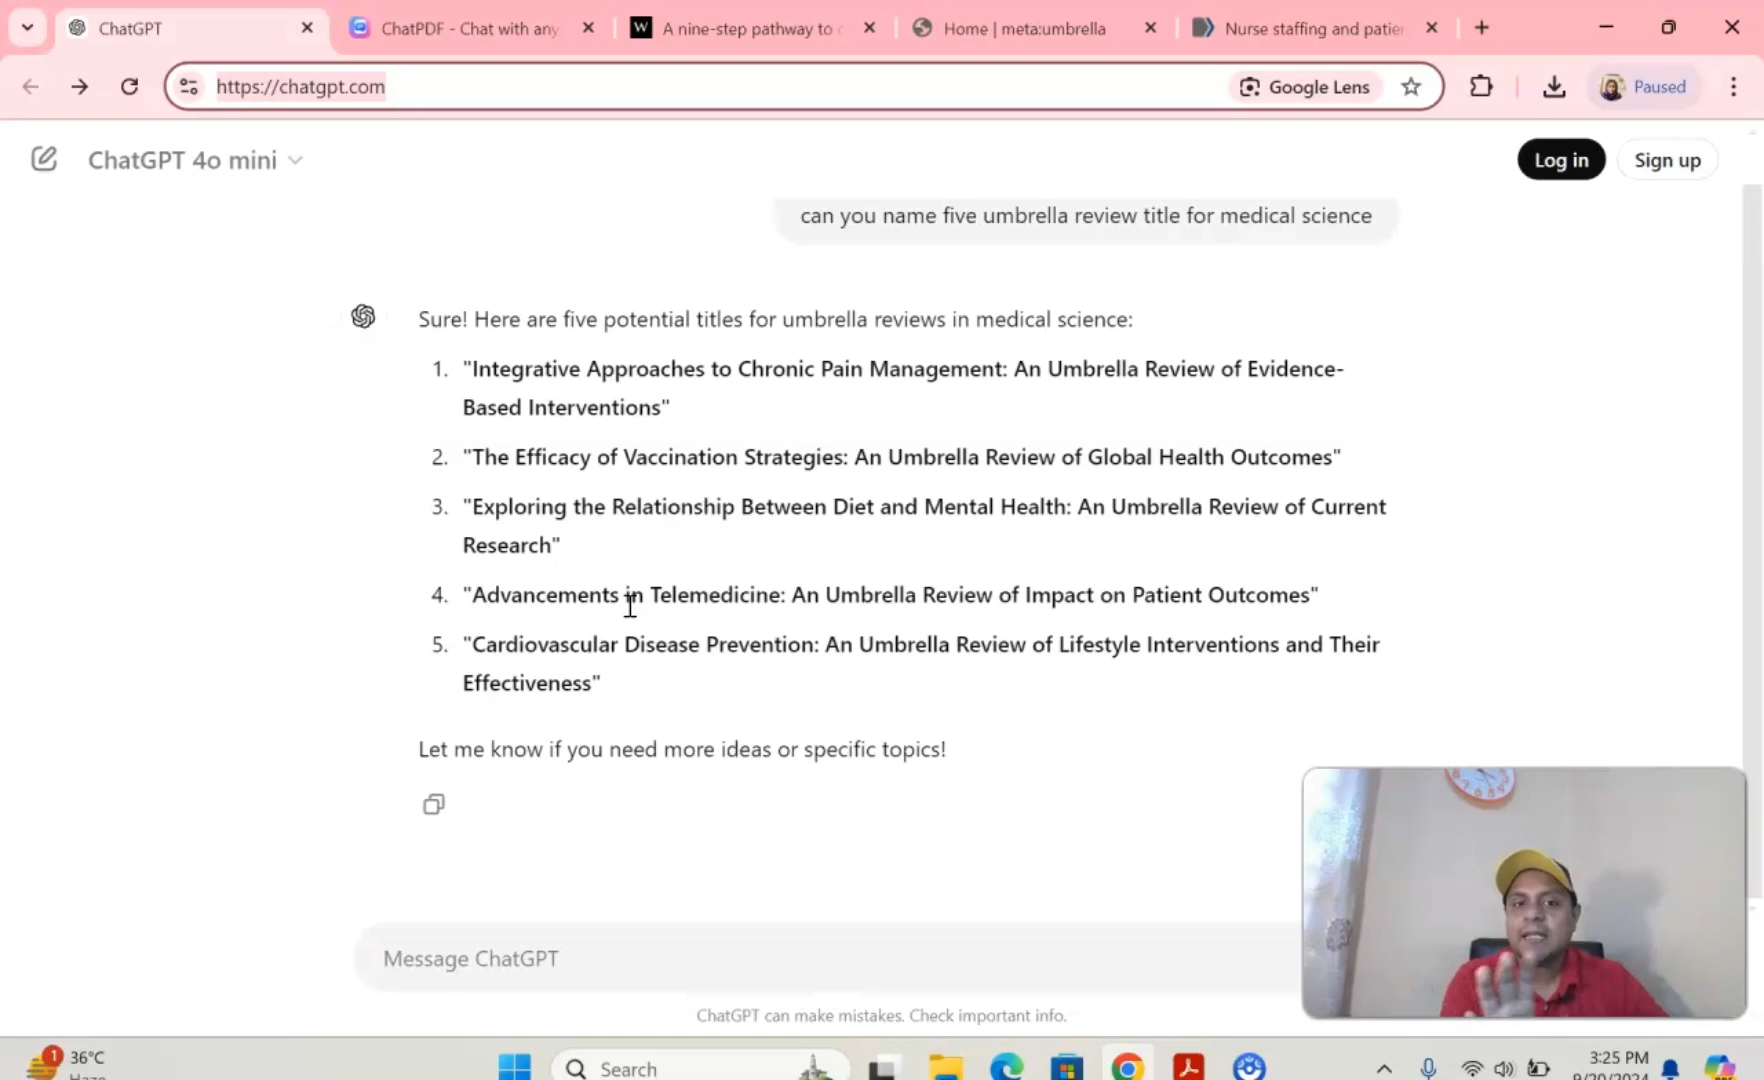 ChatGPT
ChatPDF - Chat with any
W A nine-step pathway to c
Home | meta:umbrella
Nurse staffing and patien
https://chatgpt.com
Google Lens
Paused
ChatGPT 4o mini
Log in
Sign up
can you name five umbrella review title for medical science
Sure! Here are five potential titles for umbrella reviews in medical science:
1. "Integrative Approaches to Chronic Pain Management: An Umbrella Review of Evidence-
Based Interventions"
2. "The Efficacy of Vaccination Strategies: An Umbrella Review of Global Health Outcomes"
3. "Exploring the Relationship Between Diet and Mental Health: An Umbrella Review of Current
Research"
4. "Advancements in Telemedicine: An Umbrella Review of Impact on Patient Outcomes"
5. "Cardiovascular Disease Prevention: An Umbrella Review of Lifestyle Interventions and Their
Effectiveness"
Let me know if you need more ideas or specific topics!
Message ChatGPT
ChatGPT can make mistakes. Check important info.
1
36°C
Haze
Search
3:25 PM
9/20/2024